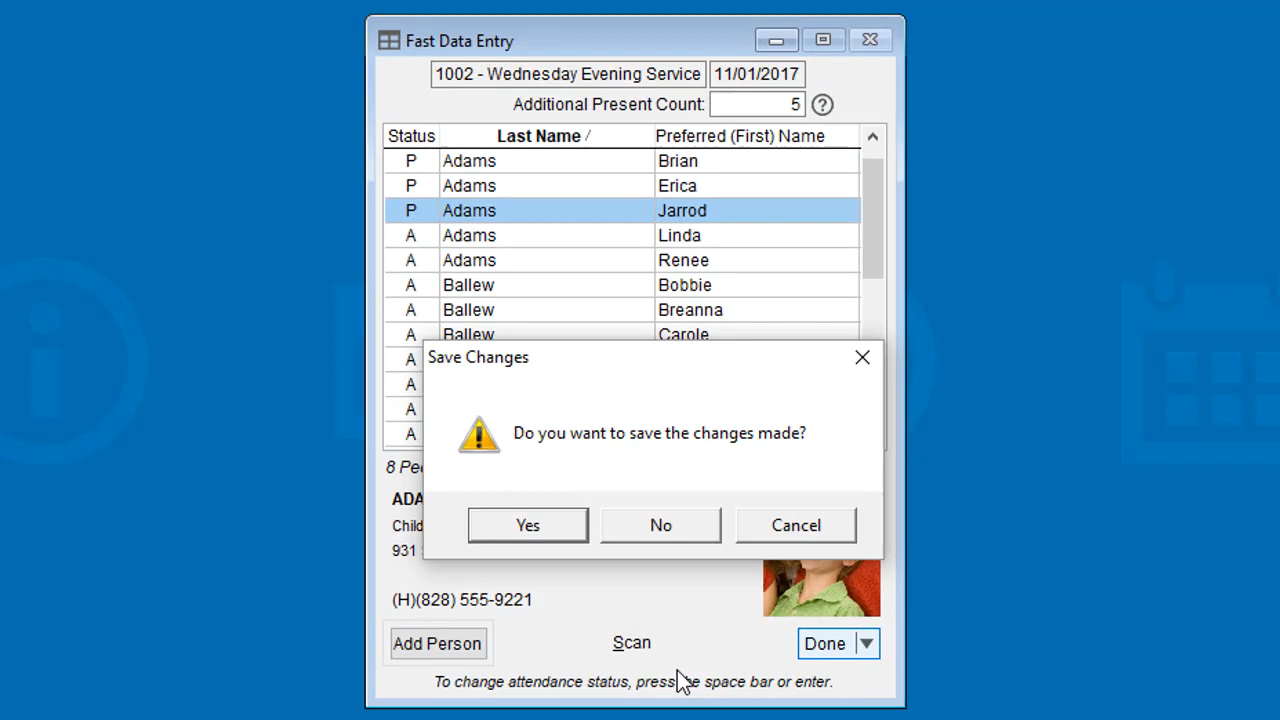 Fast Data Entry
1002 - Wednesday Evening Service 11/01/2017
Additional Present Count: 5 ?
Status Last Name / Preferred (First) Name
P Adams Brian
P Adams Erica
P Adams Jarrod
A Adams Linda
A Adams Renee
A Ballew Bobbie
A Ballew Breanna
A Ballew Carole
A
A
A
A
Save Changes
Do you want to save the changes made?
Yes No Cancel
8
931
(H)(828) 555-9221
Add Person Scan Done
To change attendance status, press space bar or enter.